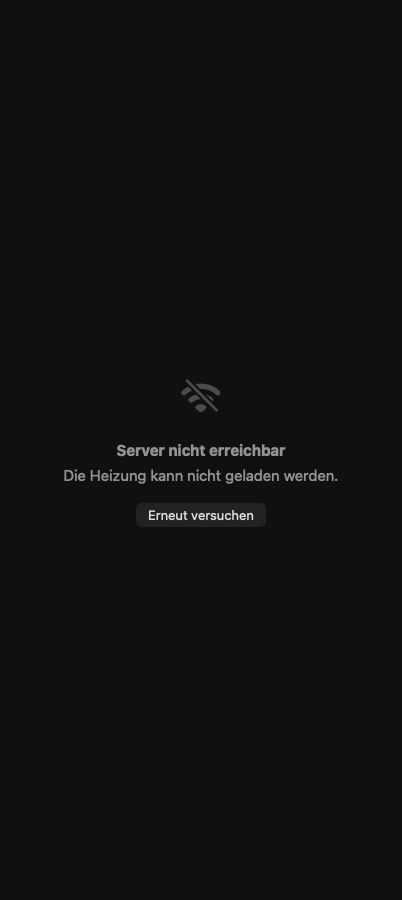 Server nicht erreichbar
Die Heizung kann nicht geladen werden.
Erneut versuchen